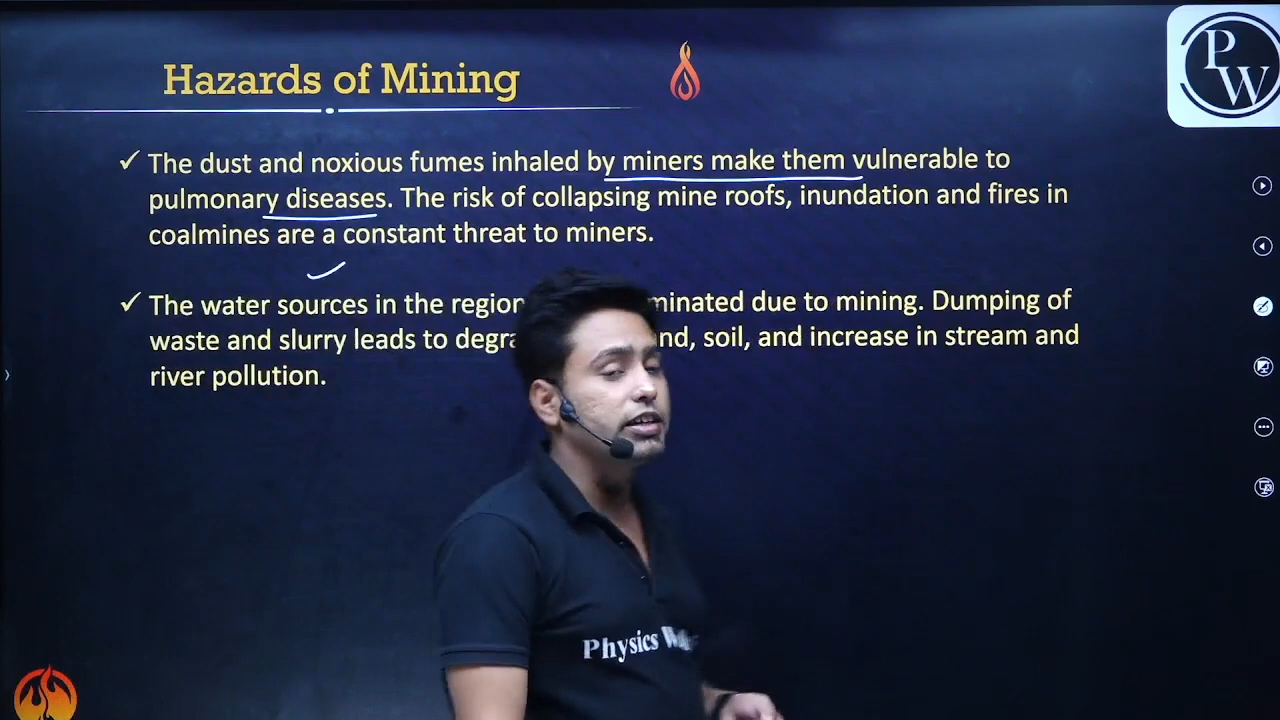 Hazards of Mining
P
W
✓ The dust and noxious fumes inhaled by miners make them vulnerable to
pulmonary diseases. The risk of collapsing mine roofs, inundation and fires in
coalmines are a constant threat to miners.
✓ The water sources in the region minated due to mining. Dumping of
waste and slurry leads to degra nd, soil, and increase in stream and
river pollution.
Physics W